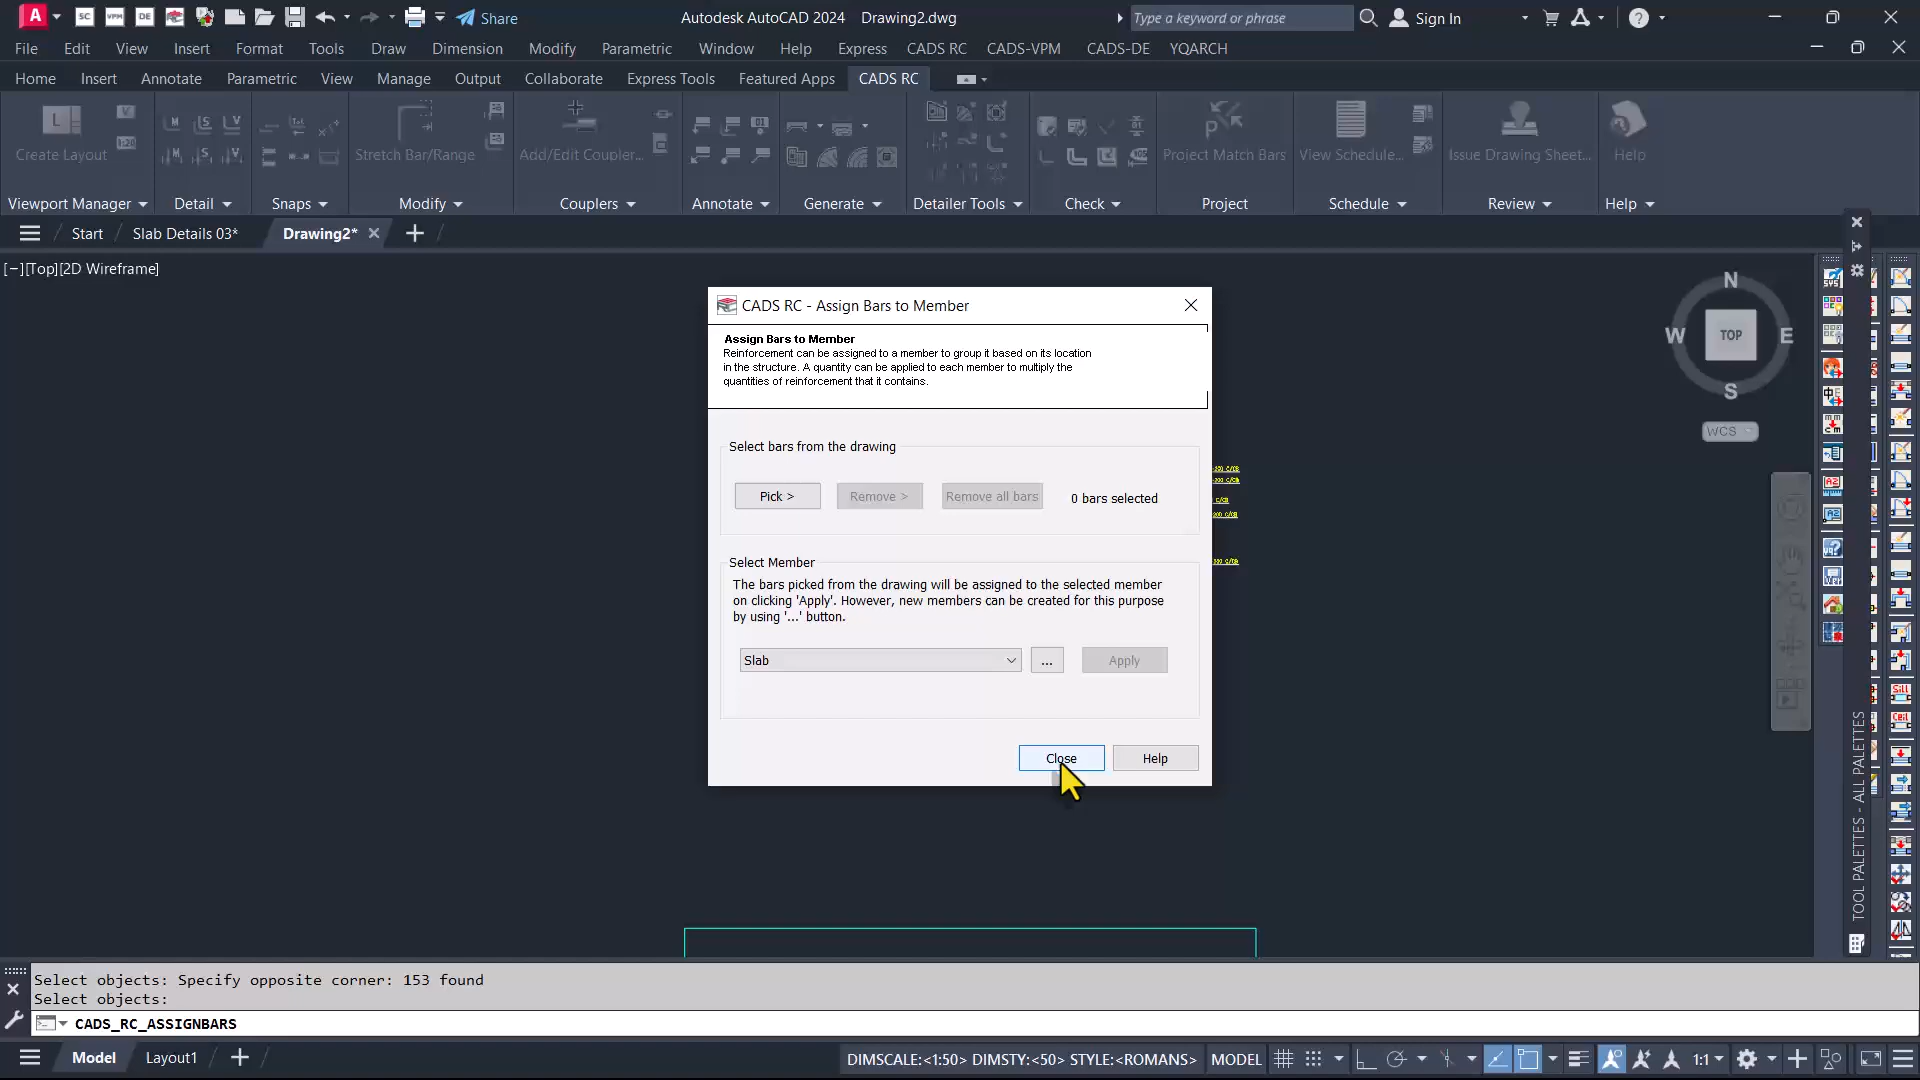 SC VPM DE Share Autodesk AutoCAD 2024 Drawing2.dwg Type a keyword or phrase Sign In
File Edit View Insert Format Tools Draw Dimension Modify Parametric Window Help Express CADS RC CADS-VPM CADS-DE YQARCH
Home Insert Annotate Parametric View Manage Output Collaborate Express Tools Featured Apps CADS RC
Create Layout Stretch Bar/Range Add/Edit Coupler... Project Match Bars View Schedule... Issue Drawing Sheet... Help
Viewport Manager Detail Snaps Modify Couplers Annotate Generate Detailer Tools Check Project Schedule Review Help
Start Slab Details 03* Drawing2*
[−][Top][2D Wireframe]
N
W TOP E
S
WCS
CADS RC - Assign Bars to Member
Assign Bars to Member
Reinforcement can be assigned to a member to group it based on its location
in the structure. A quantity can be applied to each member to multiply the
quantities of reinforcement that it contains.
Select bars from the drawing
Pick > Remove > Remove all bars 0 bars selected
Select Member
The bars picked from the drawing will be assigned to the selected member
on clicking 'Apply'. However, new members can be created for this purpose
by using '...' button.
Slab ... Apply
Close Help
TOOL PALETTES - ALL PALETTES
Select objects: Specify opposite corner: 153 found
Select objects:
CADS_RC_ASSIGNBARS
Model Layout1 DIMSCALE:<1:50> DIMSTY:<50> STYLE:<ROMANS> MODEL 1:1